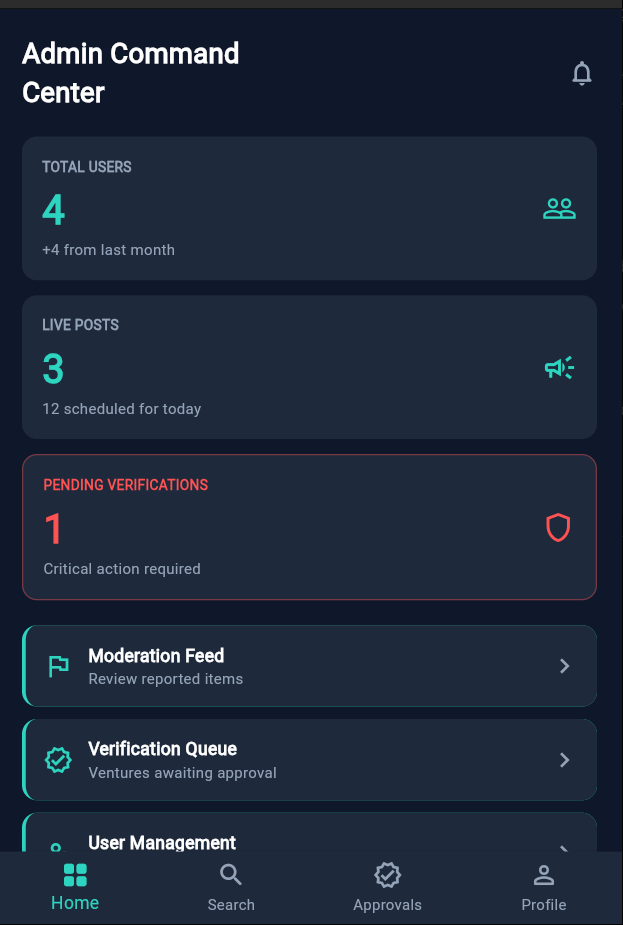 Admin Command
Center
TOTAL USERS
4
+4 from last month
LIVE POSTS
3
12 scheduled for today
PENDING VERIFICATIONS
1
Critical action required
Moderation Feed
Review reported items
Verification Queue
Ventures awaiting approval
User Management
Home
Search
Approvals
Profile